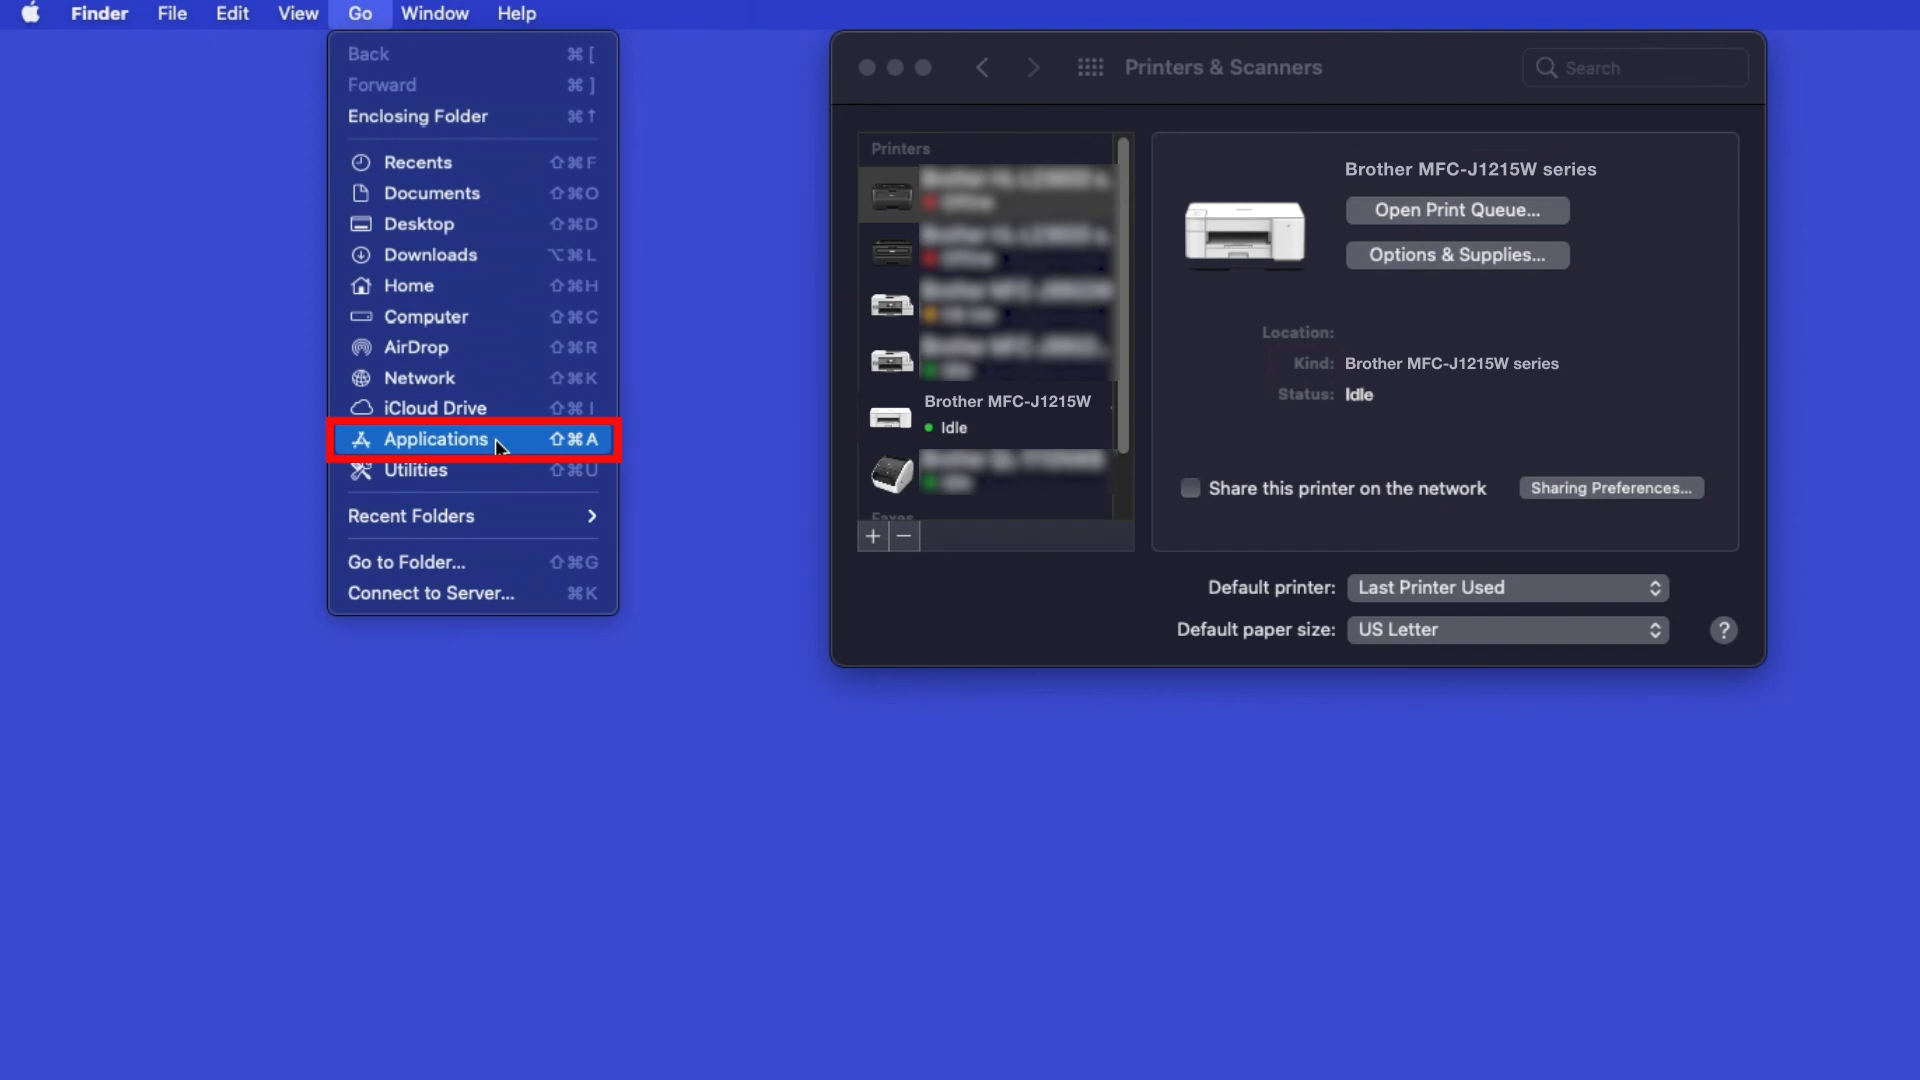 Finder File Edit View Go Window Help
Back ⌘ [
Forward ⌘ ]
Enclosing Folder ⌘↑
Recents ⇧⌘F
Documents ⇧⌘O
Desktop ⇧⌘D
Downloads ⌥⌘L
Home ⇧⌘H
Computer ⇧⌘C
AirDrop ⇧⌘R
Network ⇧⌘K
iCloud Drive ⇧⌘I
Applications ⇧⌘A
Utilities ⇧⌘U
Recent Folders
Go to Folder... ⇧⌘G
Connect to Server... ⌘K
Printers & Scanners
Search
Printers
Brother MFC-J1215W
Idle
Faxes
+ −
Brother MFC-J1215W series
Open Print Queue...
Options & Supplies...
Location:
Kind: Brother MFC-J1215W series
Status: Idle
Share this printer on the network Sharing Preferences...
Default printer: Last Printer Used
Default paper size: US Letter ?